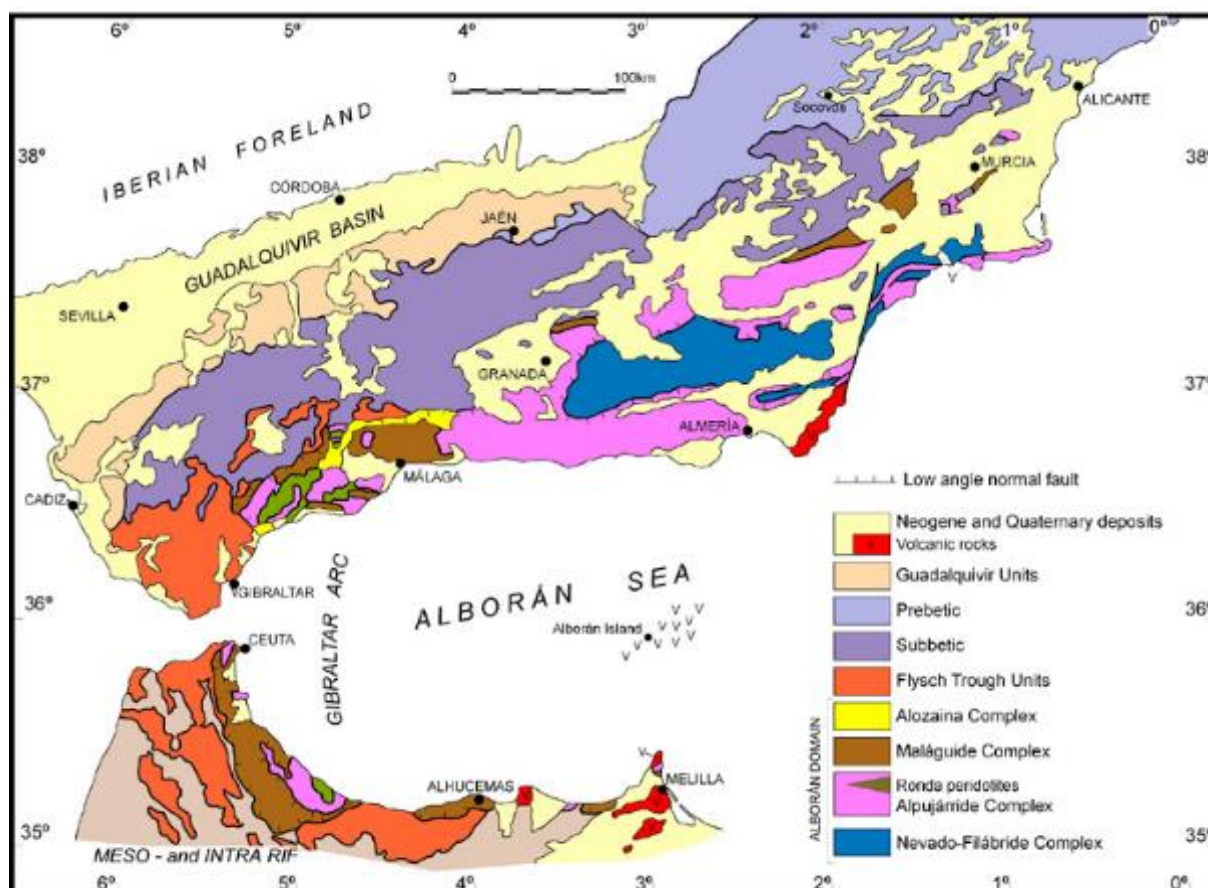 6° 5° 4° 3° 2° 1° 0°
0 100km
Socovos
ALICANTE
IBERIAN FORELAND
38° 38°
MURCIA
CÓRDOBA
JAÉN
GUADALQUIVIR BASIN
SEVILLA
v
GRANADA
37° 37°
ALMERÍA
MÁLAGA
CADIZ
Low angle normal fault
Neogene and Quaternary deposits
Volcanic rocks
Guadalquivir Units
GIBRALTAR
36° 36°
Prebetic
ALBORÁN SEA
GIBRALTAR ARC
Alborán Island
v v v v v v v v v v
CEUTA
Subbetic
Flysch Trough Units
ALBORÁN DOMAIN
Alozaina Complex
Maláguide Complex
Ronda peridotites
Alpujárride Complex
Nevado-Filábride Complex
v
MELILLA
ALHUCEMAS
35° 35°
MESO - and INTRA RIF
6° 5° 4° 3° 2° 1° 0°